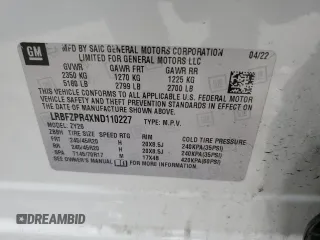 GM
MFD BY SAIC GENERAL MOTORS CORPORATION
LIMITED FOR GENERAL MOTORS LLC
04/22
GVWR GAWR FRT GAWR RR
2350 KG 1270 KG 1225 KG
5180 LB 2799 LB 2700 LB
THIS VEHICLE CONFORMS TO ALL APPLICABLE
U.S. FEDERAL MOTOR VEHICLE SAFETY,
AND THEFT PREVENTION STANDARDS IN
EFFECT ON THE DATE OF MANUFACTURE
SHOWN ABOVE.
LRBFZPR4XND110227 TYPE: M.P.V.
TIRE SIZE SPEED RTG RIM COLD TIRE PRESSURE
FRT 245/45R20 20X8.5J 240KPA(35PSI)
RR 245/45R20 20X8.5J 240KPA(35PSI)
SPA T145/70R17 17X4B 420KPA(60PSI)
SEE OWNER'S MANUAL FOR ADDITIONAL INFORMATION.
DriveGood.com